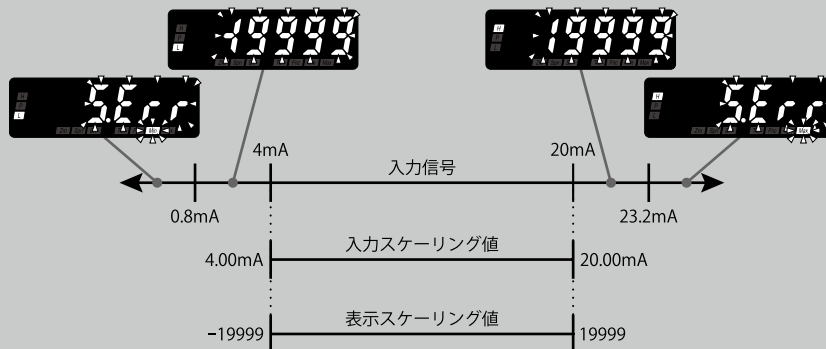 -19999
19999
S.Err
S.Err
H
P
L
H
P
L
H
P
L
H
P
L
Min
Max
4mA
入力信号
20mA
0.8mA
23.2mA
4.00mA
入力スケーリング値
20.00mA
−19999
表示スケーリング値
19999